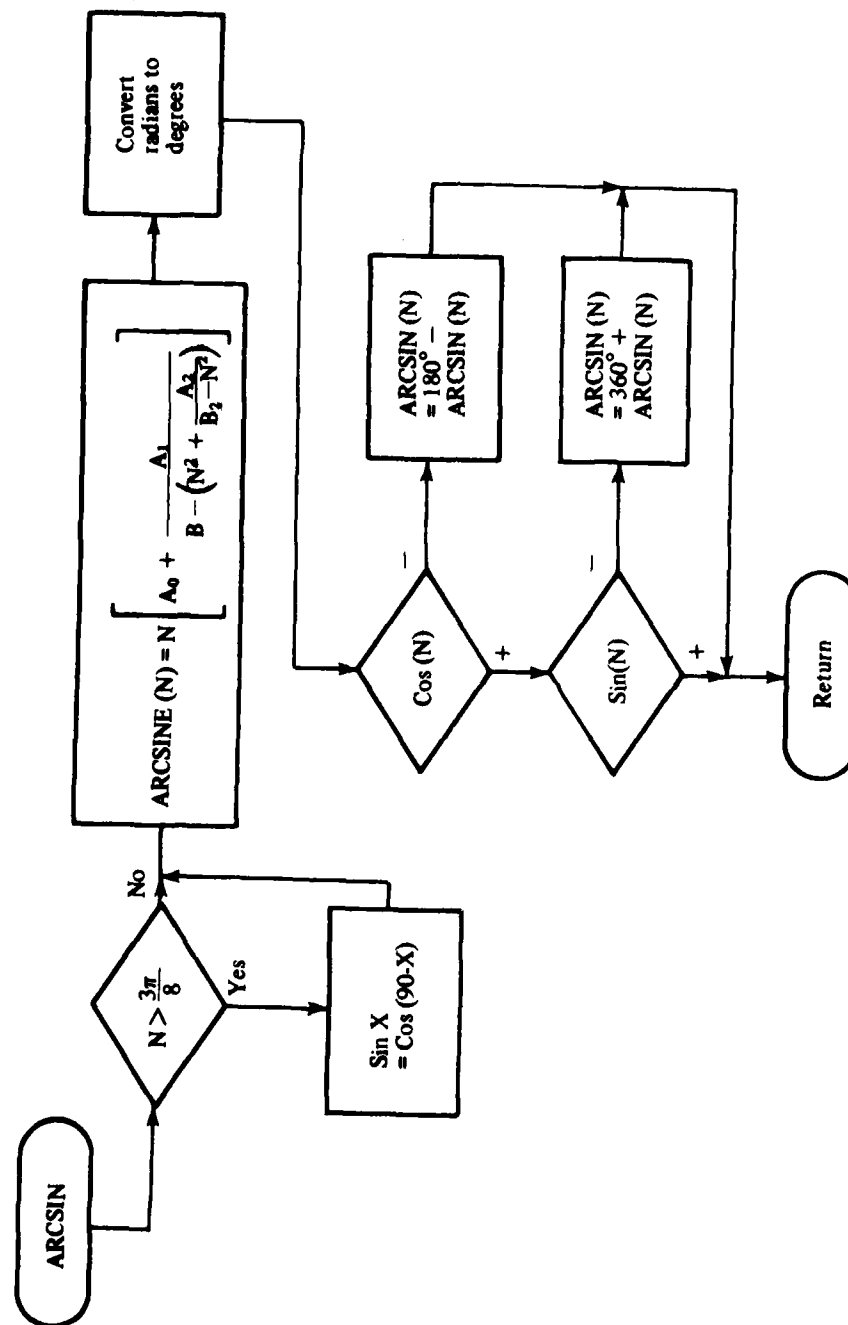 ARCSIN
N > 3π/8
No
Yes
Sin X
= Cos (90-X)
ARCSINE (N) = N [ A₀ + A₁ / (B − (N² + A₂ / (B₂−N²))) ]
Convert
radians to
degrees
Cos (N)
−
+
ARCSIN (N)
= 180° −
ARCSIN (N)
Sin(N)
−
+
ARCSIN (N)
= 360° +
ARCSIN (N)
Return